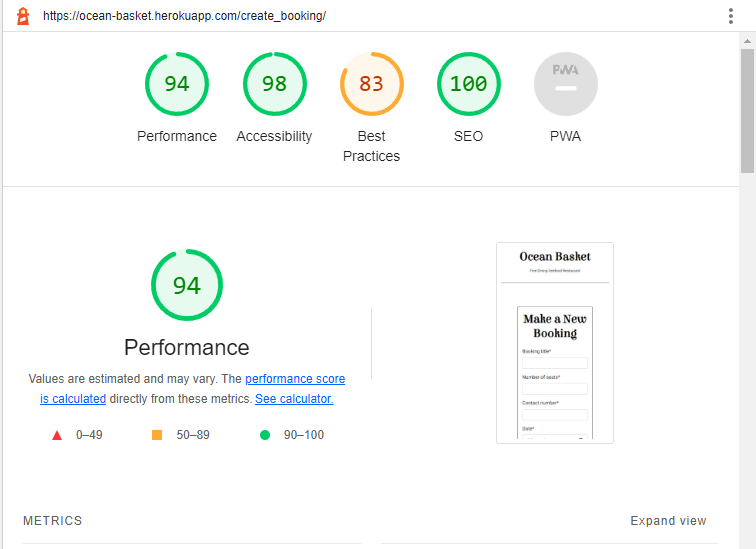 https://ocean-basket.herokuapp.com/create_booking/
94
98
83
100
PWA
Performance
Accessibility
Best
Practices
SEO
PWA
94
Performance
Values are estimated and may vary. The performance score
is calculated directly from these metrics. See calculator.
0–49
50–89
90–100
Ocean Basket
Fine Dining Seafood Restaurant
Make a New
Booking
Booking title*
Number of seats*
Contact number*
Date*
METRICS
Expand view